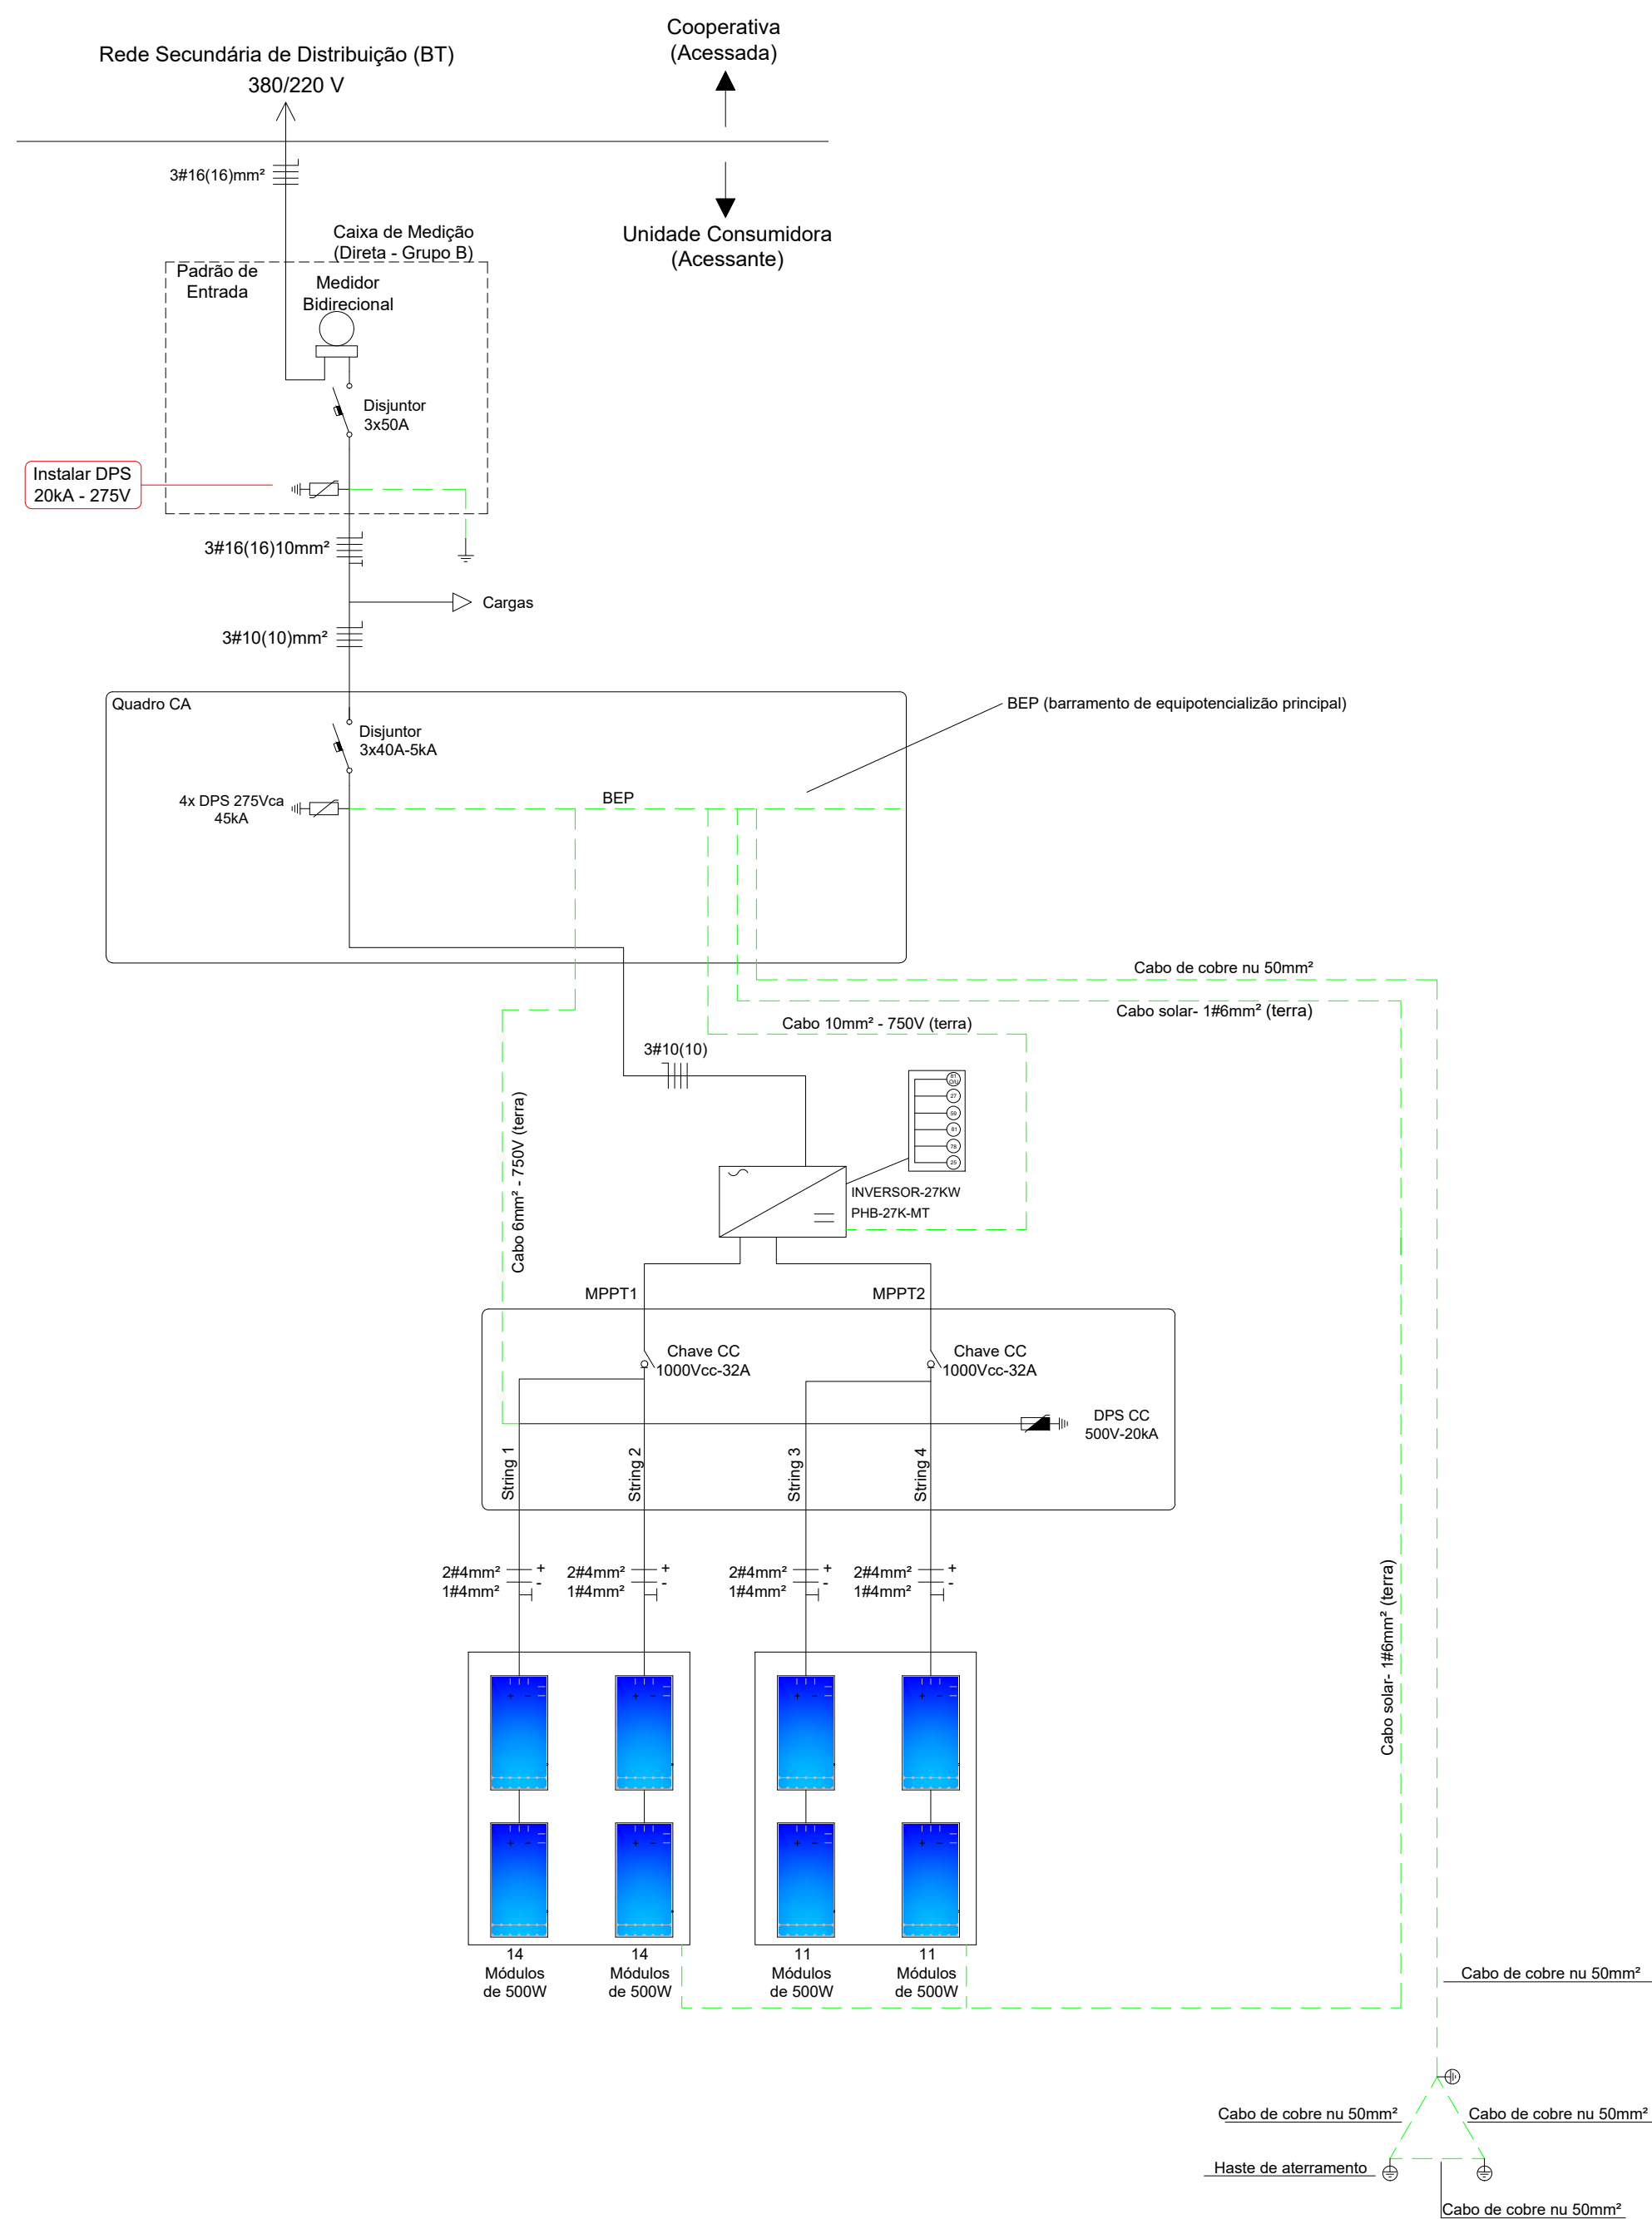 Cooperativa
(Acessada)
Rede Secundária de Distribuição (BT)
380/220 V
3#16(16)mm²
Unidade Consumidora
(Acessante)
Caixa de Medição
(Direta - Grupo B)
Padrão de
Entrada
Medidor
Bidirecional
Disjuntor
3x50A
Instalar DPS
20kA - 275V
3#16(16)10mm²
Cargas
3#10(10)mm²
Quadro CA
BEP (barramento de equipotencializão principal)
Disjuntor
3x40A-5kA
4x DPS 275Vca
45kA
BEP
Cabo de cobre nu 50mm²
Cabo solar- 1#6mm² (terra)
Cabo 10mm² - 750V (terra)
3#10(10)
Cabo 6mm² - 750V (terra)
81
O/U
27
59
81
78
25
INVERSOR-27KW
PHB-27K-MT
MPPT1
MPPT2
Chave CC
1000Vcc-32A
Chave CC
1000Vcc-32A
DPS CC
500V-20kA
String 1
String 2
String 3
String 4
2#4mm²
1#4mm²
+
-
2#4mm²
1#4mm²
+
-
2#4mm²
1#4mm²
+
-
2#4mm²
1#4mm²
+
-
Cabo solar- 1#6mm² (terra)
+ -
+ -
+ -
+ -
+ -
+ -
+ -
+ -
14
Módulos
de 500W
14
Módulos
de 500W
11
Módulos
de 500W
11
Módulos
de 500W
Cabo de cobre nu 50mm²
Cabo de cobre nu 50mm²
Cabo de cobre nu 50mm²
Haste de aterramento
Cabo de cobre nu 50mm²